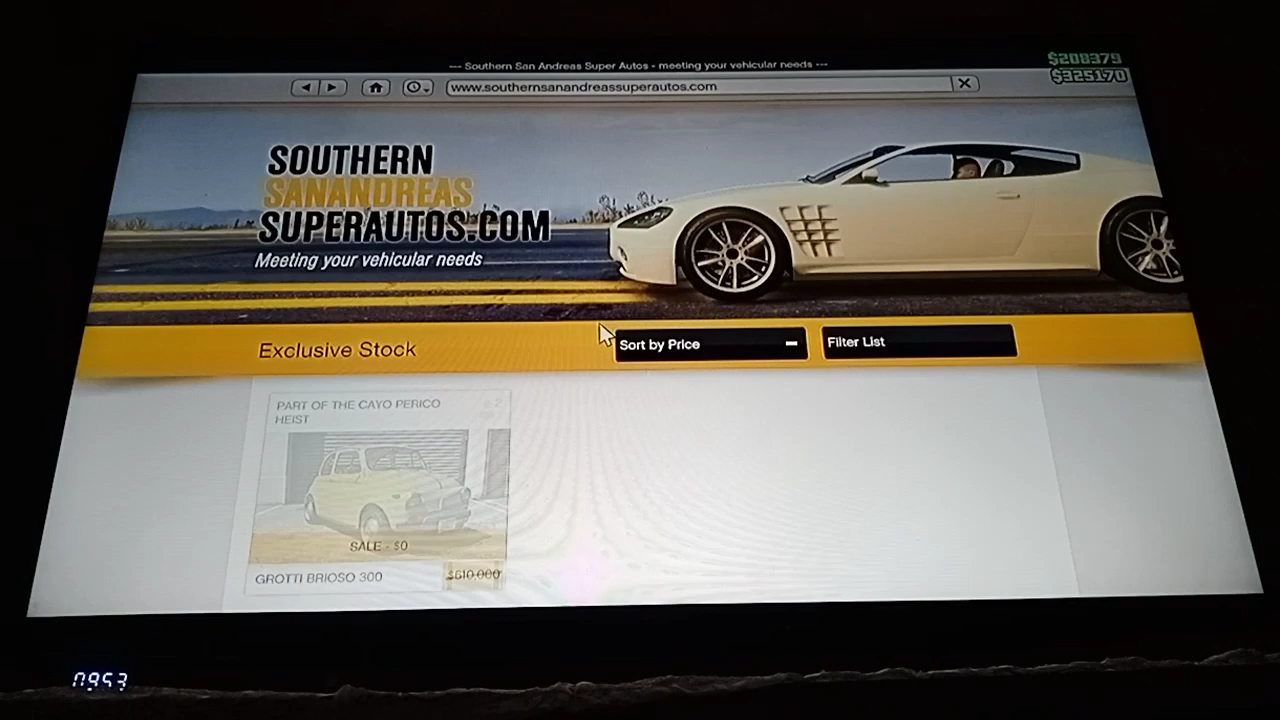 --- Southern San Andreas Super Autos - meeting your vehicular needs ---
$208379
$325170
www.southernsanandreassuperautos.com
SOUTHERN
SANANDREAS
SUPERAUTOS.COM
Meeting your vehicular needs
Exclusive Stock
Sort by Price
Filter List
PART OF THE CAYO PERICO
HEIST
2
SALE - $0
GROTTI BRIOSO 300
$610,000
0953